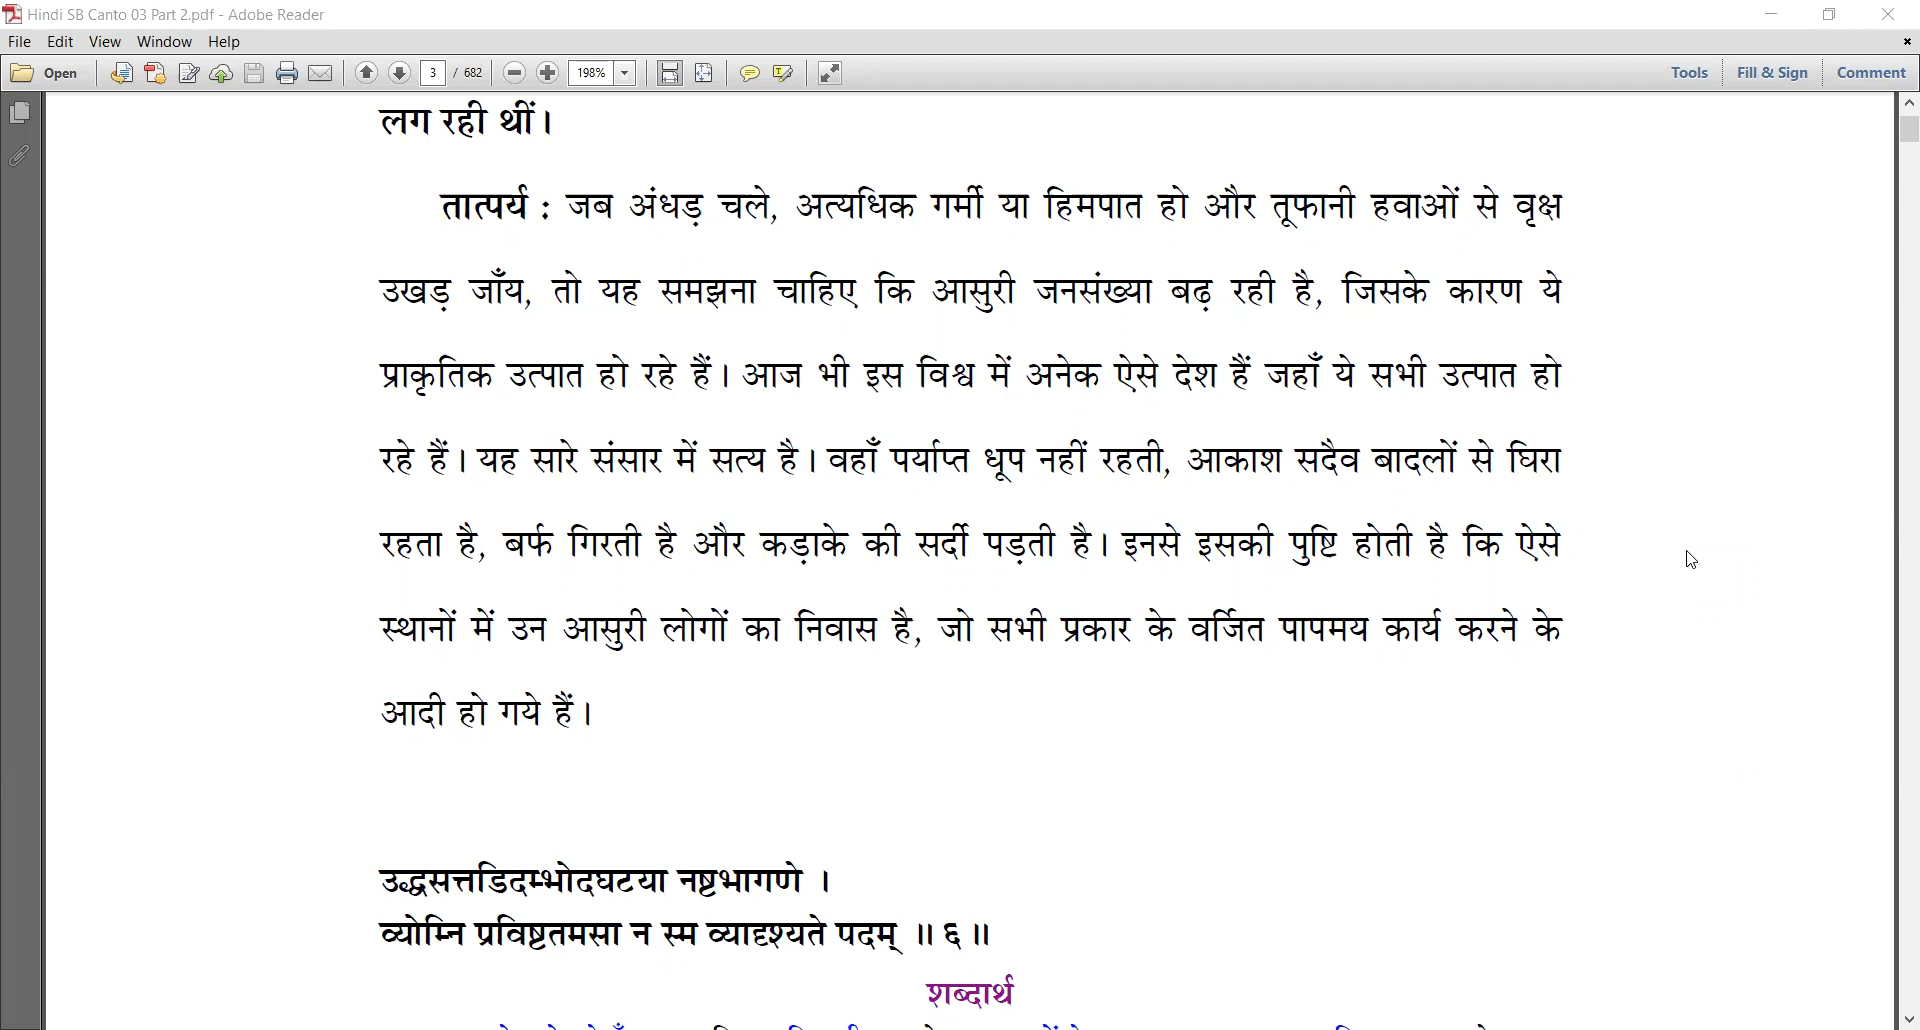 Hindi SB Canto 03 Part 2.pdf - Adobe Reader
File Edit View Window Help
Open 3 / 682 198% Tools Fill & Sign Comment
लग रही थीं।
तात्पर्य : जब अंधड़ चले, अत्यधिक गर्मी या हिमपात हो और तूफानी हवाओं से वृक्ष
उखड़ जाँय, तो यह समझना चाहिए कि आसुरी जनसंख्या बढ़ रही है, जिसके कारण ये
प्राकृतिक उत्पात हो रहे हैं। आज भी इस विश्व में अनेक ऐसे देश हैं जहाँ ये सभी उत्पात हो
रहे हैं। यह सारे संसार में सत्य है। वहाँ पर्याप्त धूप नहीं रहती, आकाश सदैव बादलों से घिरा
रहता है, बर्फ गिरती है और कड़ाके की सर्दी पड़ती है। इनसे इसकी पुष्टि होती है कि ऐसे
स्थानों में उन आसुरी लोगों का निवास है, जो सभी प्रकार के वर्जित पापमय कार्य करने के
आदी हो गये हैं।
उद्धसत्तडिदम्भोदघटया नष्टभागणे ।
व्योम्नि प्रविष्टतमसा न स्म व्यादृश्यते पदम् ॥ ६॥
शब्दार्थ